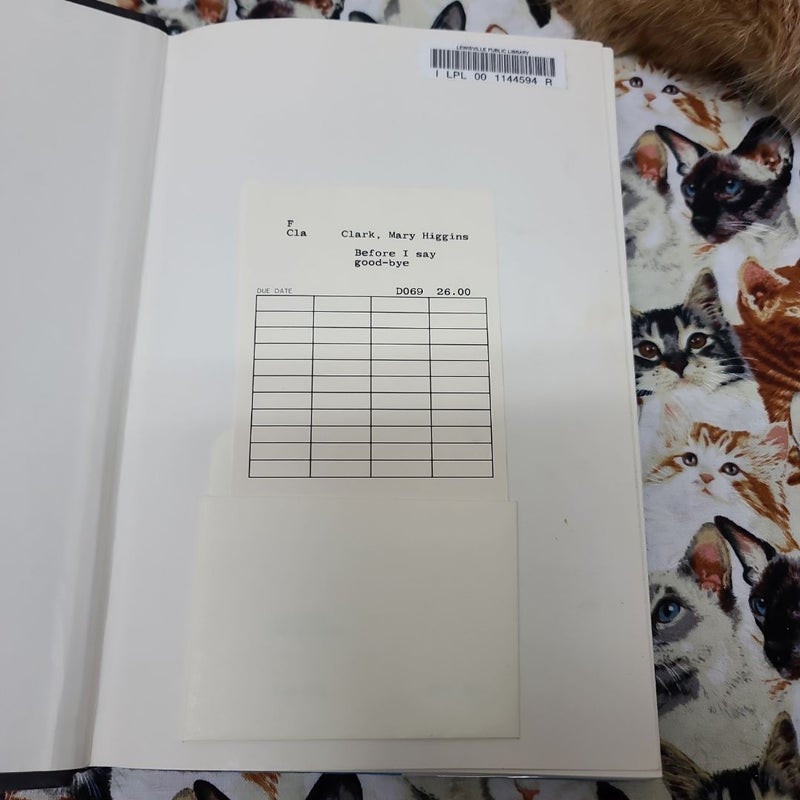 LEWISVILLE PUBLIC LIBRARY
I LPL 00 1144594 R
F
Cla Clark, Mary Higgins
Before I say
good-bye
DUE DATE D069 26.00